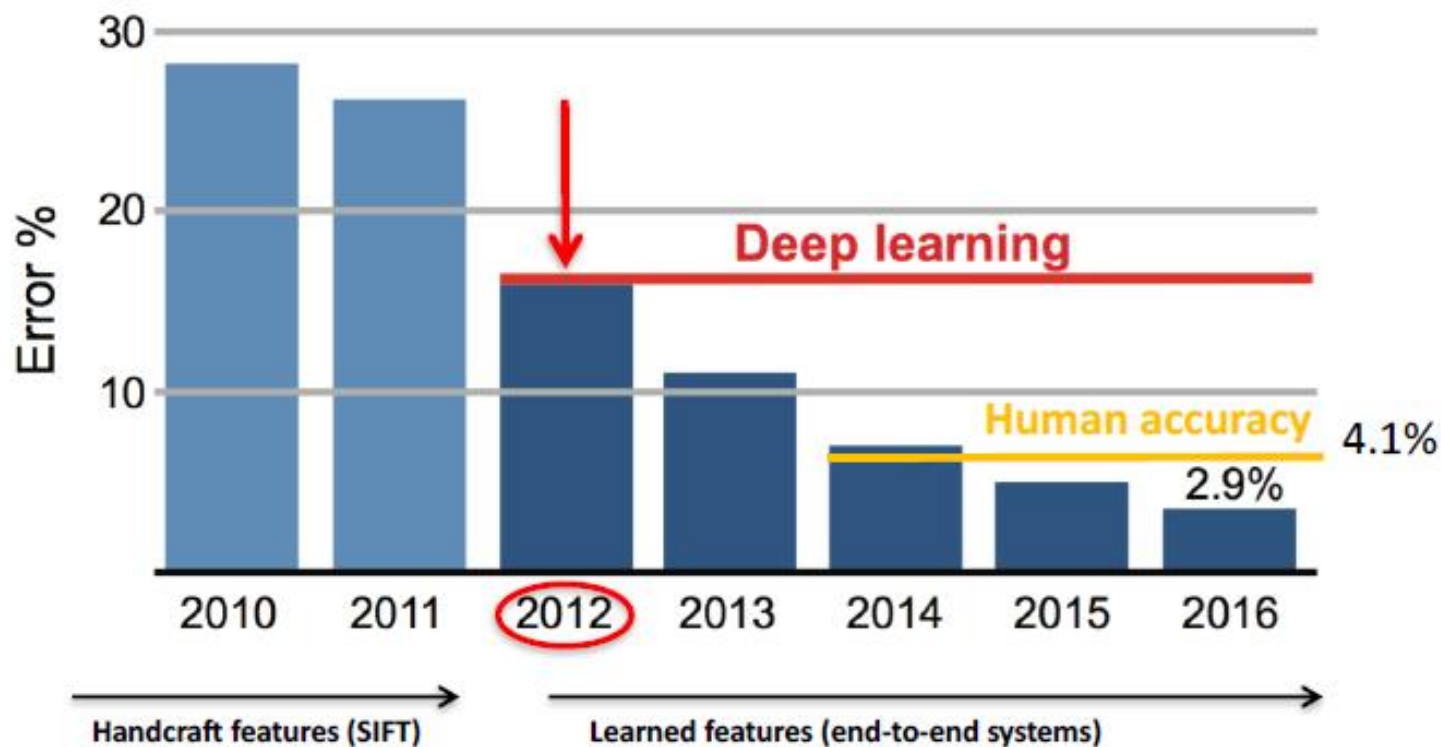 30
20
10
Error %
Deep learning
Human accuracy
4.1%
2.9%
2010 2011 2012 2013 2014 2015 2016
Handcraft features (SIFT) Learned features (end-to-end systems)